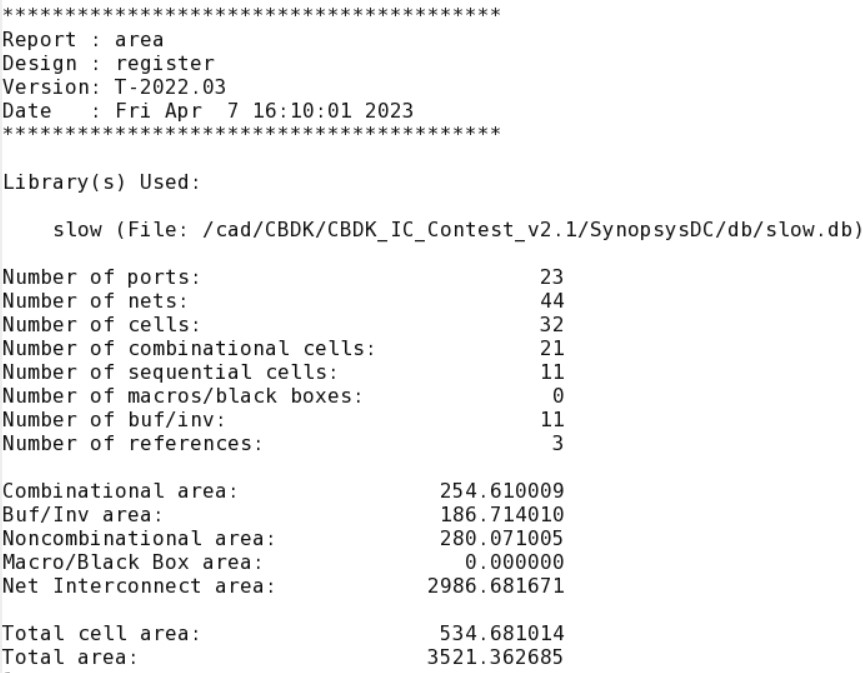 ****************************************
Report : area
Design : register
Version: T-2022.03
Date   : Fri Apr  7 16:10:01 2023
****************************************
Library(s) Used:
slow (File: /cad/CBDK/CBDK_IC_Contest_v2.1/SynopsysDC/db/slow.db)
Number of ports: 23
Number of nets: 44
Number of cells: 32
Number of combinational cells: 21
Number of sequential cells: 11
Number of macros/black boxes: 0
Number of buf/inv: 11
Number of references: 3
Combinational area: 254.610009
Buf/Inv area: 186.714010
Noncombinational area: 280.071005
Macro/Black Box area: 0.000000
Net Interconnect area: 2986.681671
Total cell area: 534.681014
Total area: 3521.362685